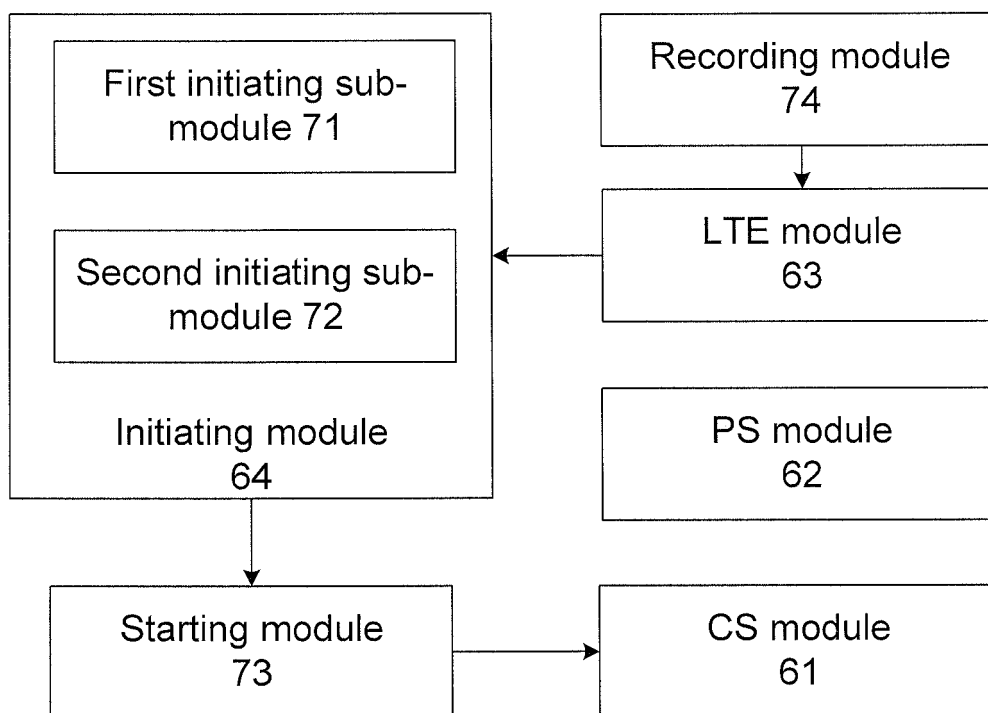 First initiating sub-
module 71
Second initiating sub-
module 72
Initiating module
64
Recording module
74
LTE module
63
PS module
62
Starting module
73
CS module
61